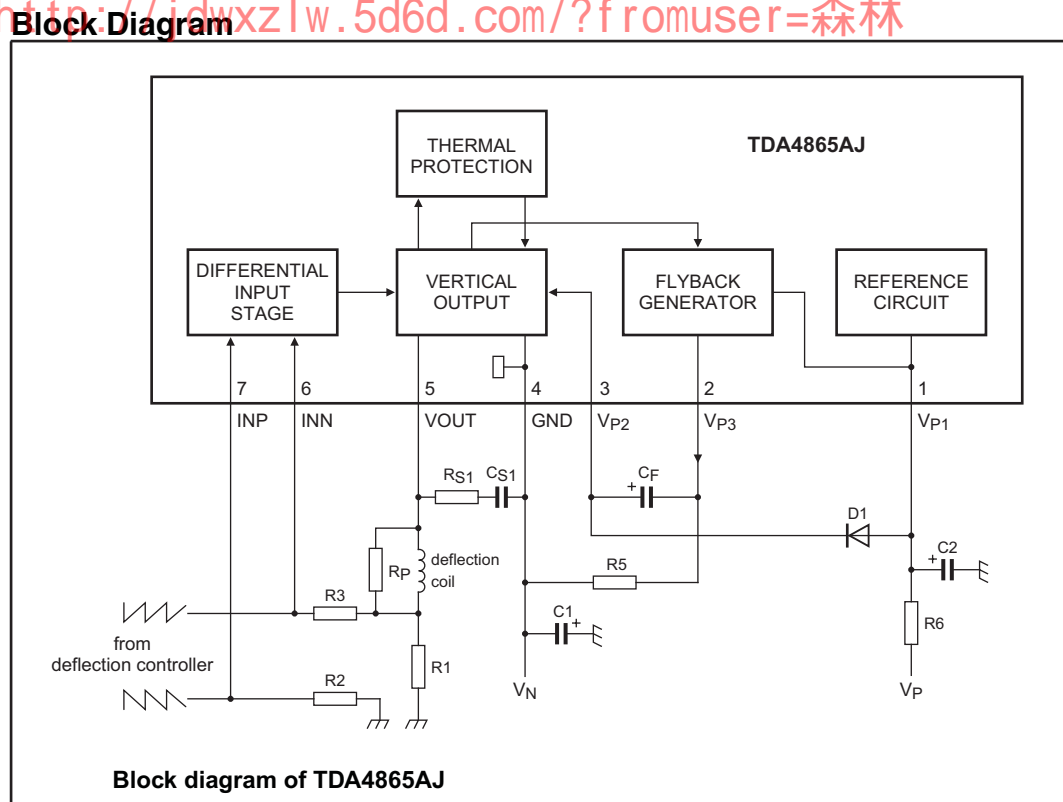 http://jdwxzlw.5d6d.com/?fromuser=森林
Block Diagram
TDA4865AJ
THERMAL
PROTECTION
DIFFERENTIAL
INPUT
STAGE
VERTICAL
OUTPUT
FLYBACK
GENERATOR
REFERENCE
CIRCUIT
7 6 5 4 3 2 1
INP INN VOUT GND VP2 VP3 VP1
RS1 CS1 CF
D1
C2
RP
deflection
coil
R5
R3
C1
R6
from
deflection controller
R1
R2
VN
VP
Block diagram of TDA4865AJ